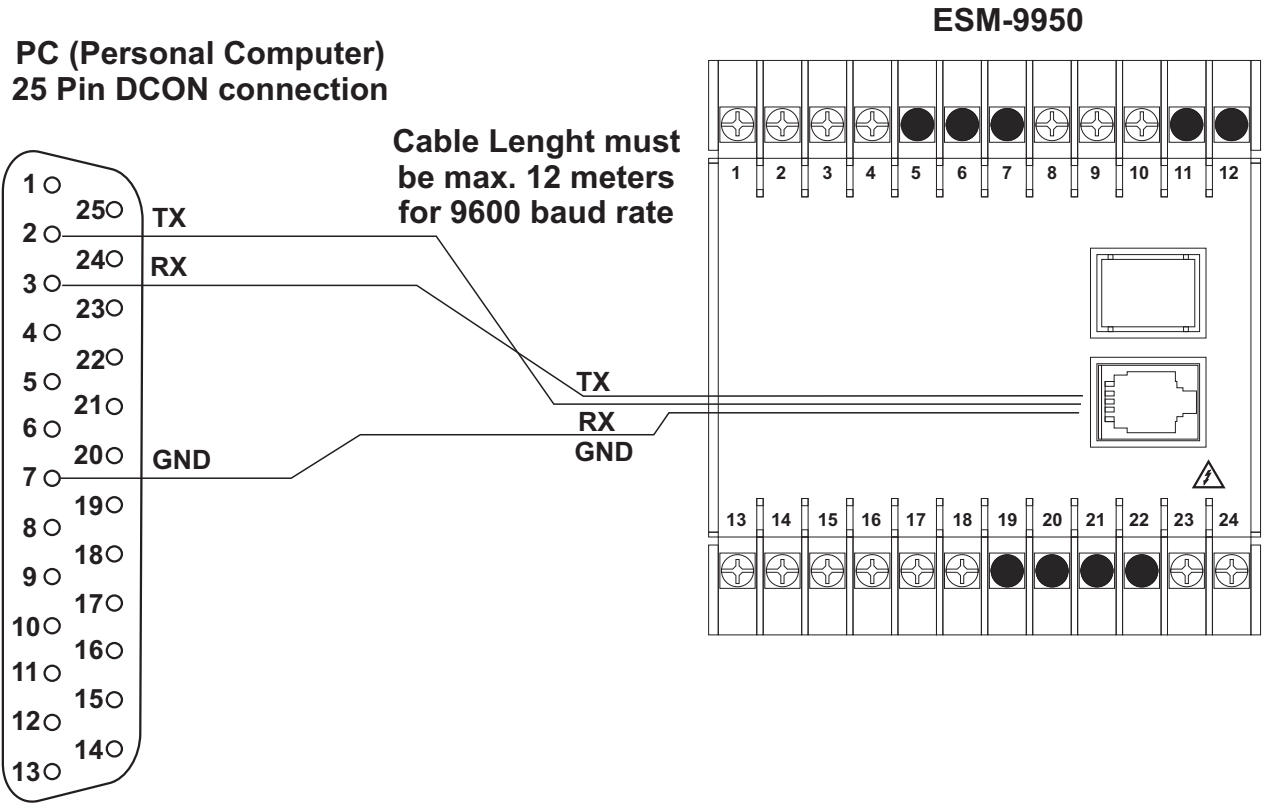 ESM-9950
PC (Personal Computer)
25 Pin DCON connection
Cable Lenght must
be max. 12 meters
for 9600 baud rate
1 2 3 4 5 6 7 8 9 10 11 12
1
25
2
TX
24
3
RX
23
4
22
5
21
6
20
7
GND
19
8
18
9
17
10
16
11
15
12
14
13
TX
RX
GND
13 14 15 16 17 18 19 20 21 22 23 24